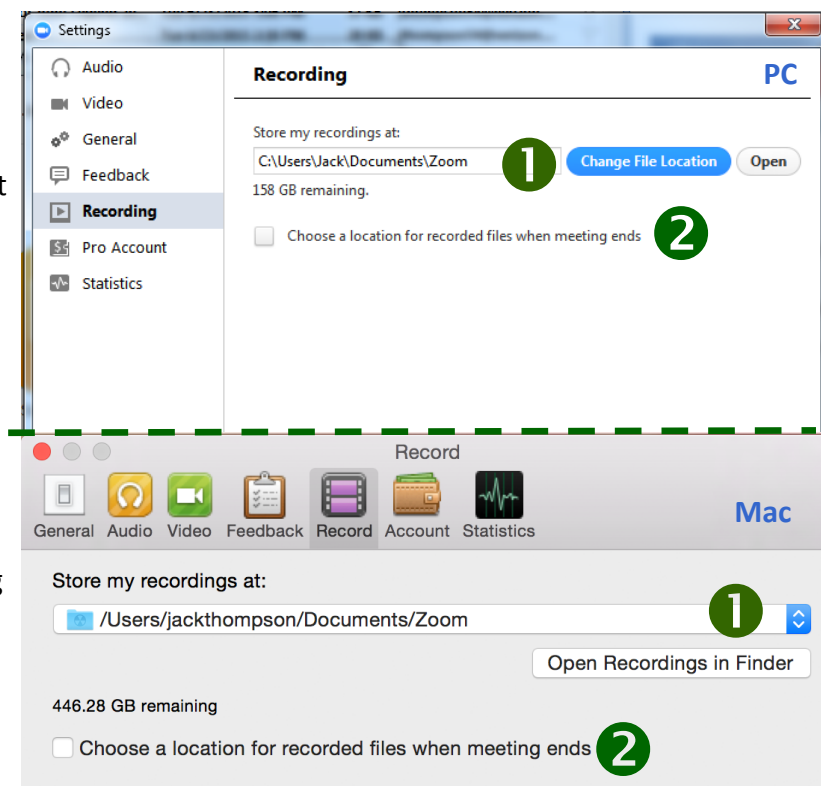 Settings
Audio
Video
General
Feedback
Recording
Pro Account
Statistics
Recording
PC
Store my recordings at:
C:\Users\Jack\Documents\Zoom
1
Change File Location
Open
158 GB remaining.
Choose a location for recorded files when meeting ends
2
t
Record
General Audio Video Feedback Record Account Statistics
Mac
g
Store my recordings at:
/Users/jackthompson/Documents/Zoom
1
Open Recordings in Finder
446.28 GB remaining
Choose a location for recorded files when meeting ends
2